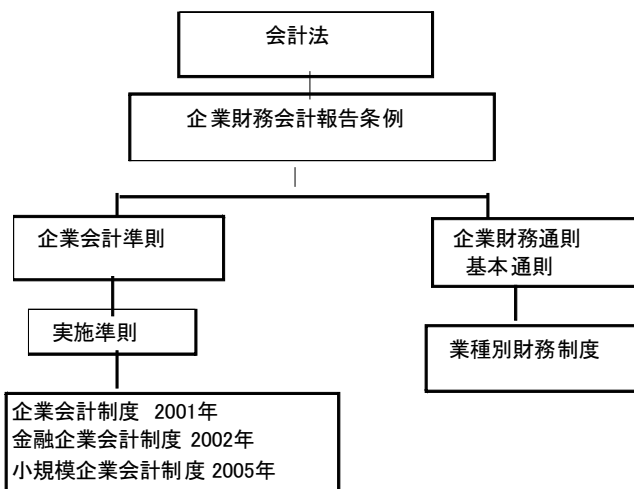 会計法
企業財務会計報告条例
企業会計準則
企業財務通則
基本通則
実施準則
業種別財務制度
企業会計制度 2001年
金融企業会計制度 2002年
小規模企業会計制度 2005年